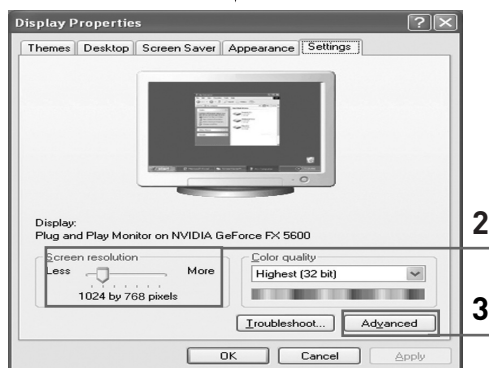 Display Properties
Themes Desktop Screen Saver Appearance Settings
Display:
Plug and Play Monitor on NVIDIA GeForce FX 5600
Screen resolution
Less More
1024 by 768 pixels
Color quality
Highest (32 bit)
2
Troubleshoot... Advanced
3
OK Cancel Apply